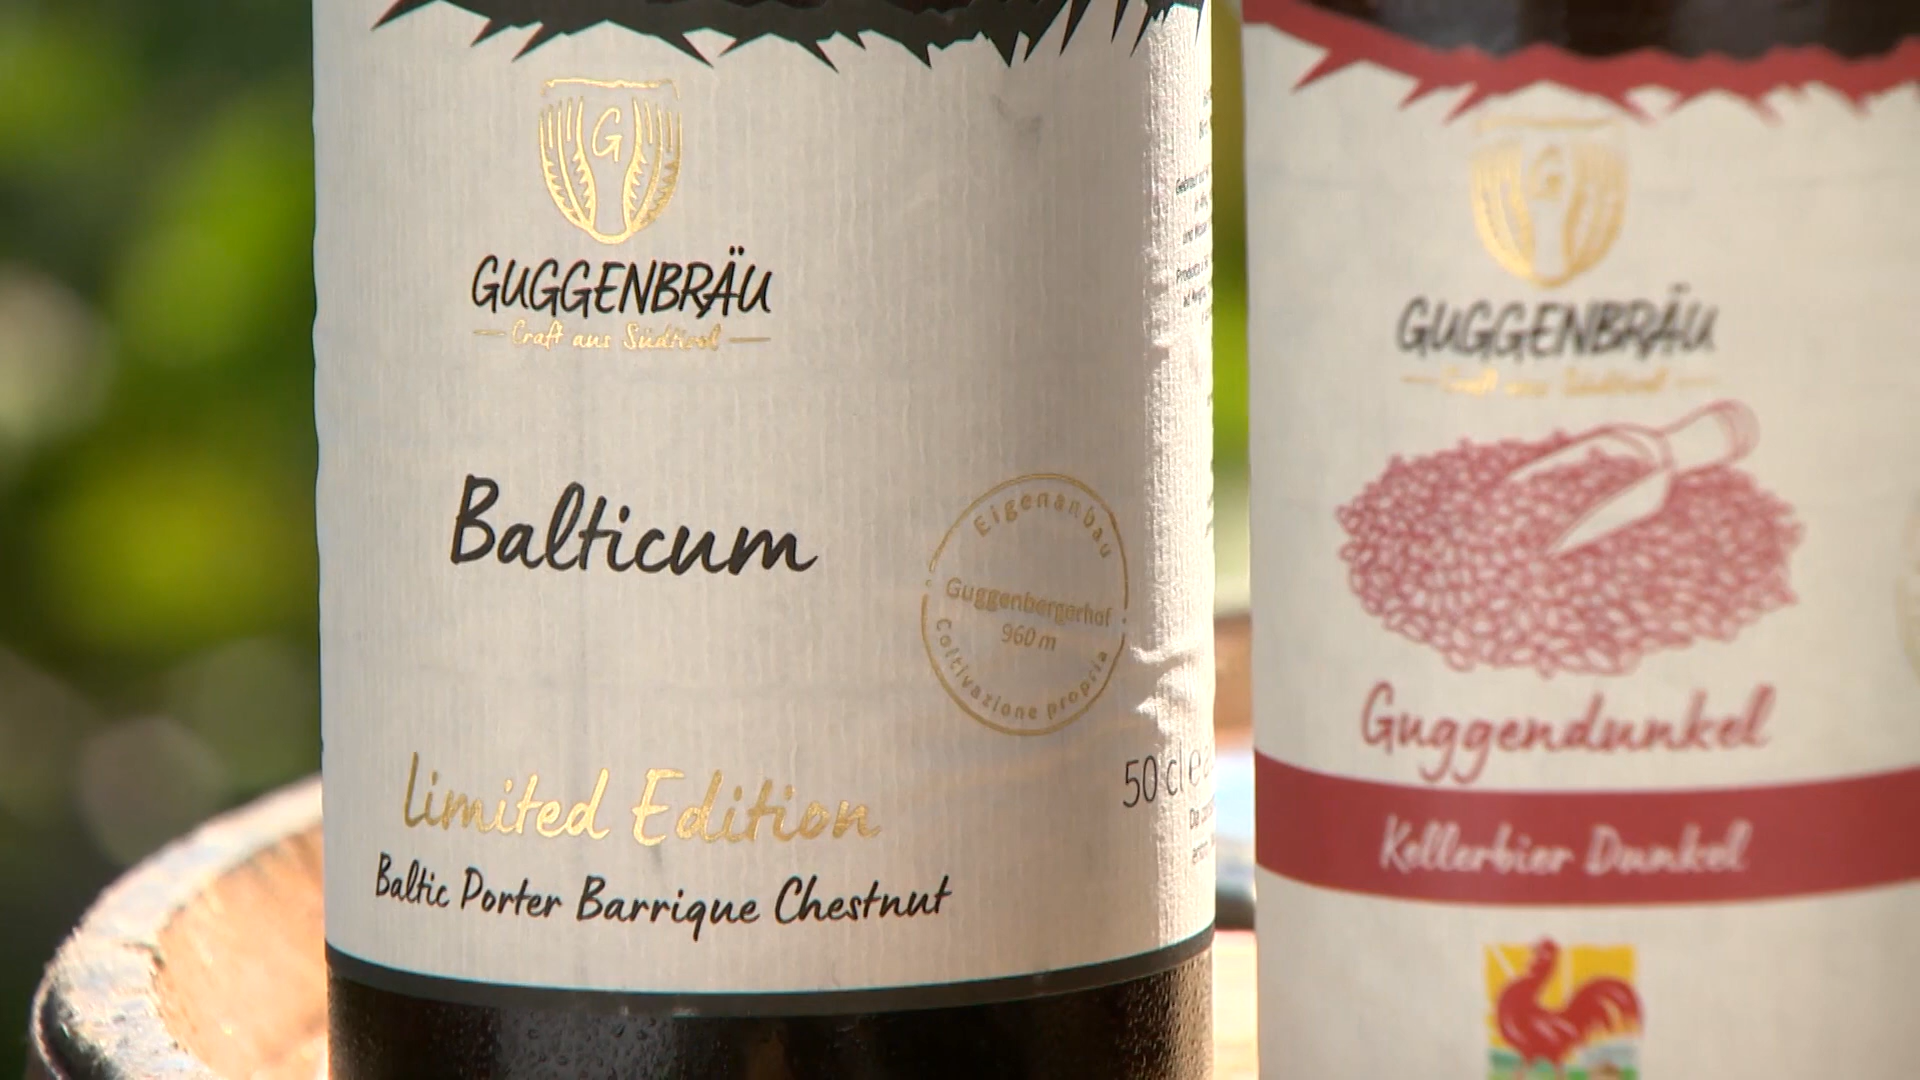 G
GUGGENBRÄU
Craft aus Südtirol
Balticum
Eigenanbau
Guggenbergerhof
960 m
Coltivazione propria
Limited Edition
Baltic Porter Barrique Chestnut
50 cl e
G
GUGGENBRÄU
Craft aus Südtirol
Guggendunkel
Kellerbier Dunkel